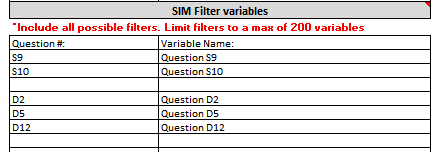 SIM Filter variables
*Include all possible filters. Limit filters to a max of 200 variables
Question #: Variable Name:
S9 Question S9
S10 Question S10
D2 Question D2
D5 Question D5
D12 Question D12